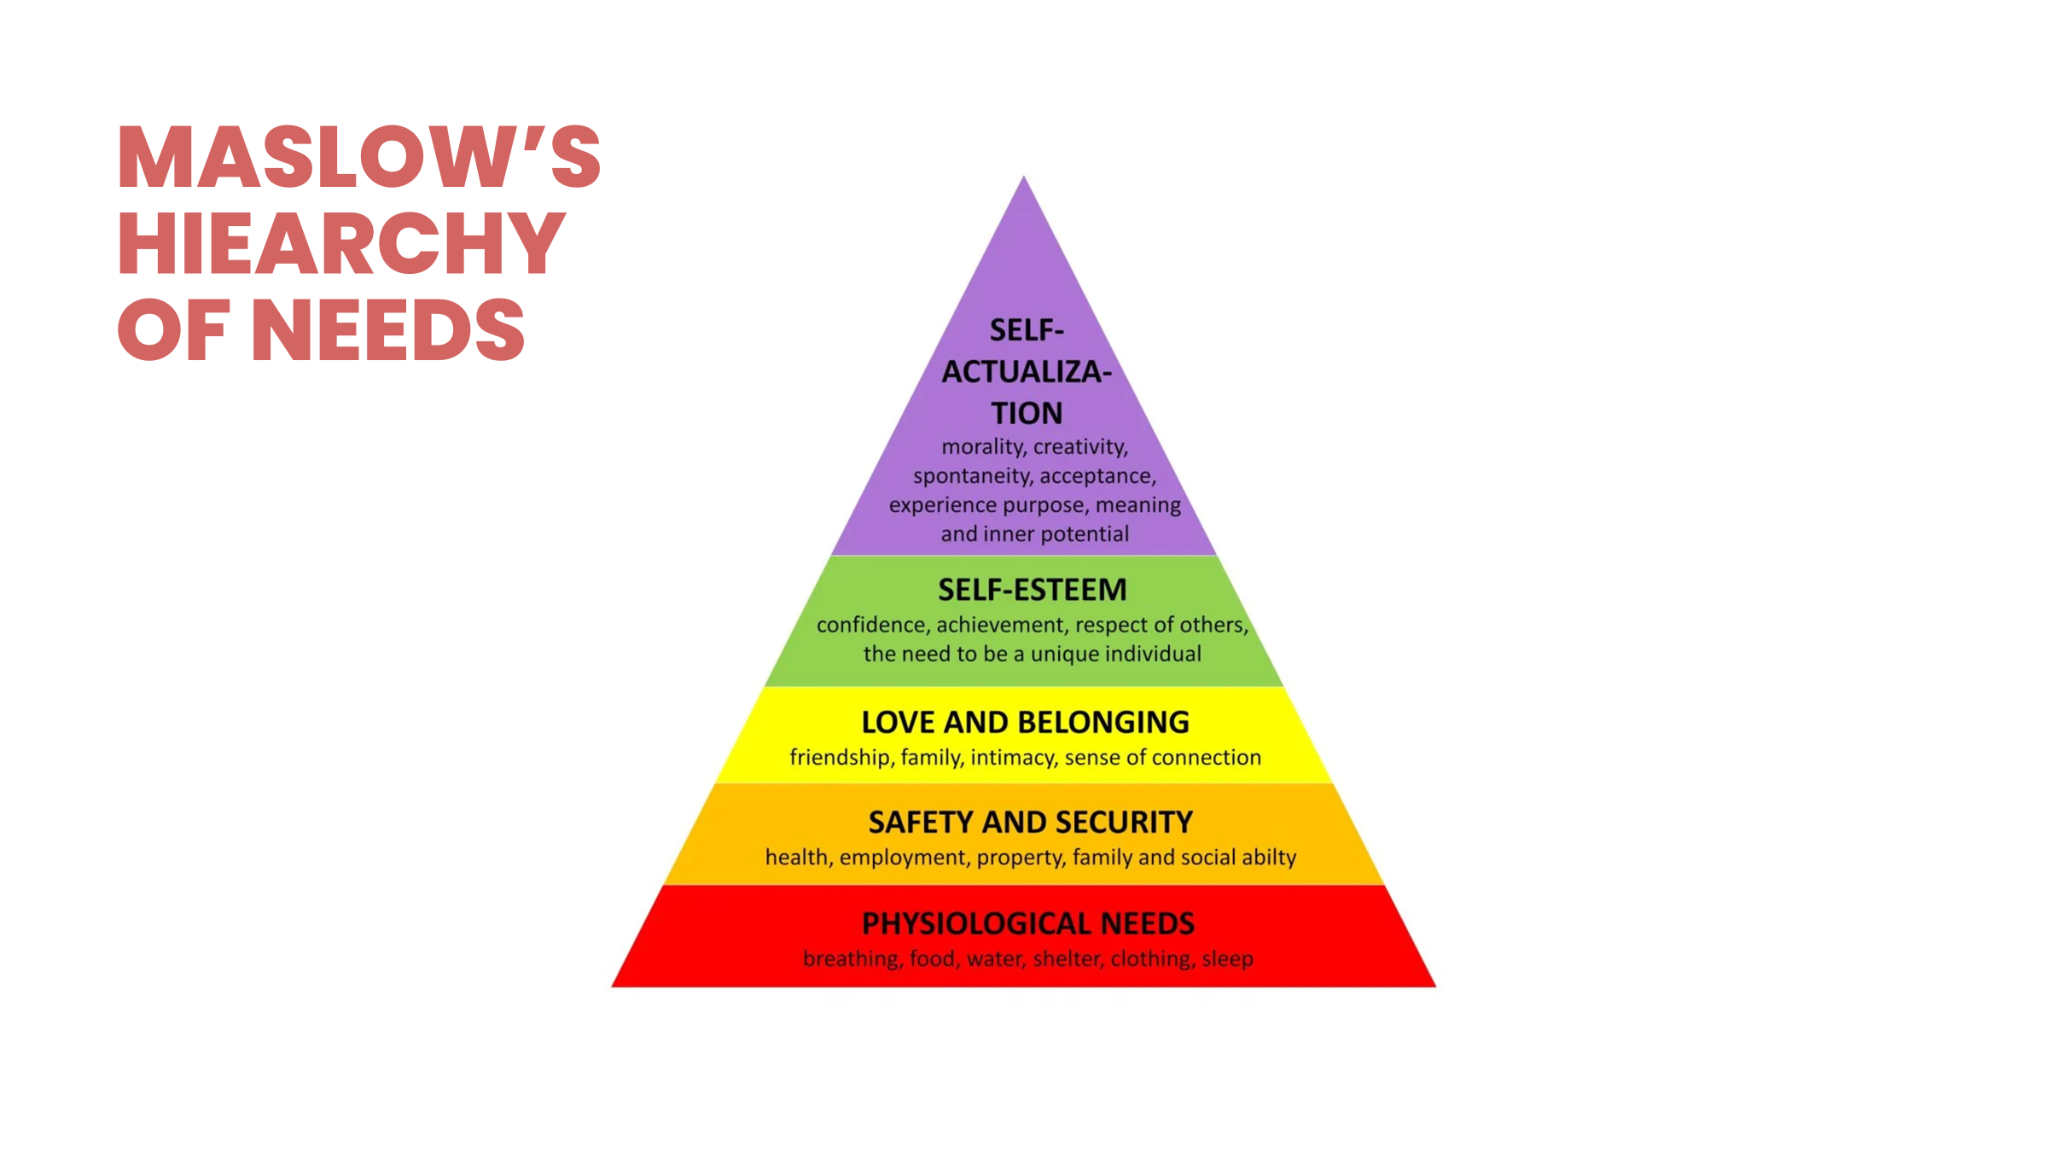 MASLOW’S
HIEARCHY
OF NEEDS
SELF-
ACTUALIZA-
TION
morality, creativity,
spontaneity, acceptance,
experience purpose, meaning
and inner potential
SELF-ESTEEM
confidence, achievement, respect of others,
the need to be a unique individual
LOVE AND BELONGING
friendship, family, intimacy, sense of connection
SAFETY AND SECURITY
health, employment, property, family and social abilty
PHYSIOLOGICAL NEEDS
breathing, food, water, shelter, clothing, sleep